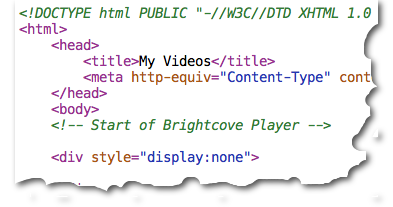 <!DOCTYPE html PUBLIC "-//W3C//DTD XHTML 1.0
<html>
<head>
<title>My Videos</title>
<meta http-equiv="Content-Type" cont
</head>
<body>
<!-- Start of Brightcove Player -->
<div style="display:none">